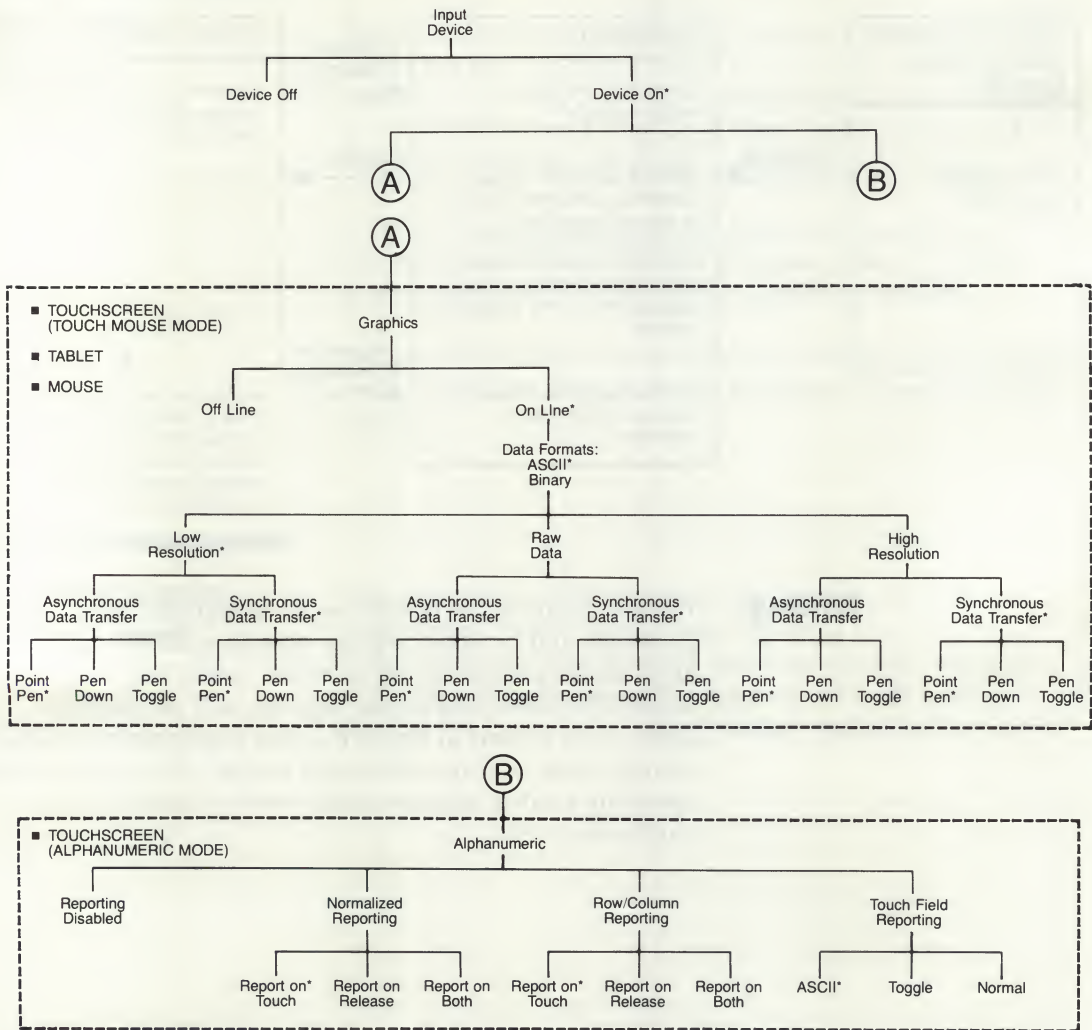 Input
Device
Device Off
Device On*
A
B
A
■ TOUCHSCREEN
(TOUCH MOUSE MODE)
■ TABLET
■ MOUSE
Graphics
Off Line
On LIne*
Data Formats:
ASCII*
Binary
Low
Resolution*
Raw
Data
High
Resolution
Asynchronous
Data Transfer
Synchronous
Data Transfer*
Asynchronous
Data Transfer
Synchronous
Data Transfer*
Asynchronous
Data Transfer
Synchronous
Data Transfer*
Point
Pen*
Pen
Down
Pen
Toggle
Point
Pen*
Pen
Down
Pen
Toggle
Point
Pen*
Pen
Down
Pen
Toggle
Point
Pen*
Pen
Down
Pen
Toggle
Point
Pen*
Pen
Down
Pen
Toggle
Point
Pen*
Pen
Down
Pen
Toggle
B
■ TOUCHSCREEN
(ALPHANUMERIC MODE)
Alphanumeric
Reporting
Disabled
Normalized
Reporting
Row/Column
Reporting
Touch Field
Reporting
Report on*
Touch
Report on
Release
Report on
Both
Report on*
Touch
Report on
Release
Report on
Both
ASCII*
Toggle
Normal